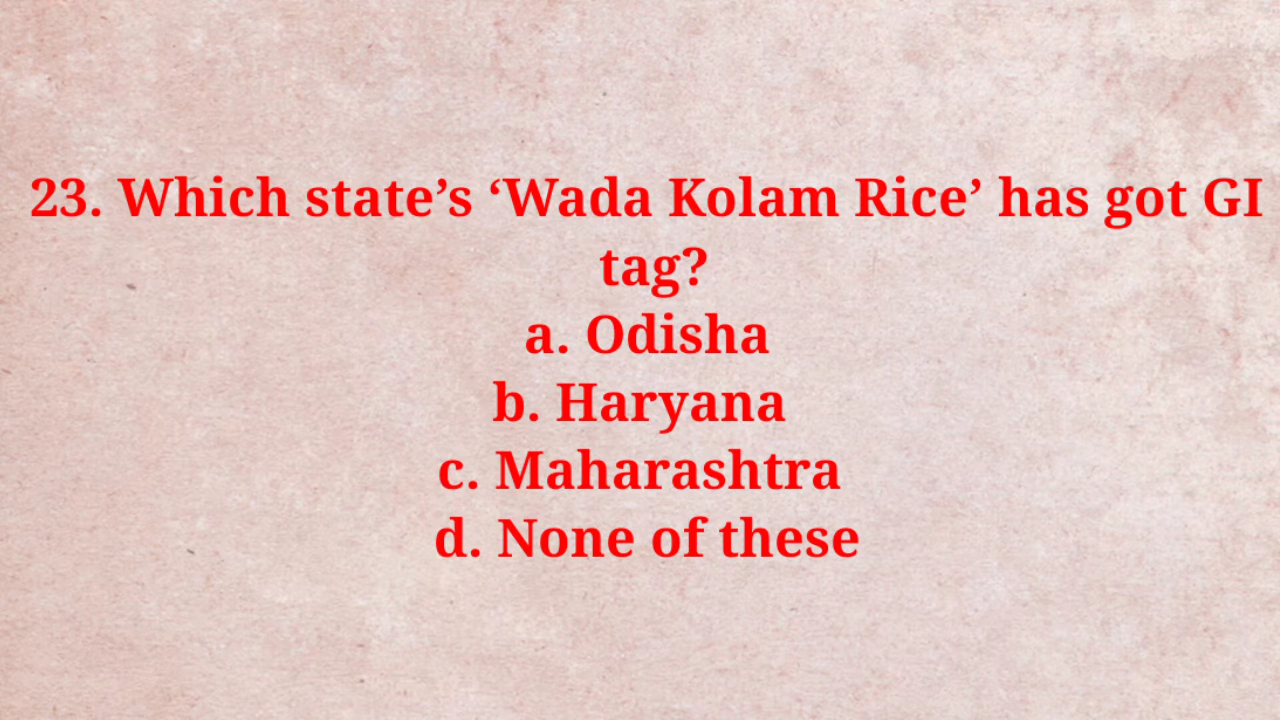 23. Which state’s ‘Wada Kolam Rice’ has got GI
tag?
a. Odisha
b. Haryana
c. Maharashtra
d. None of these